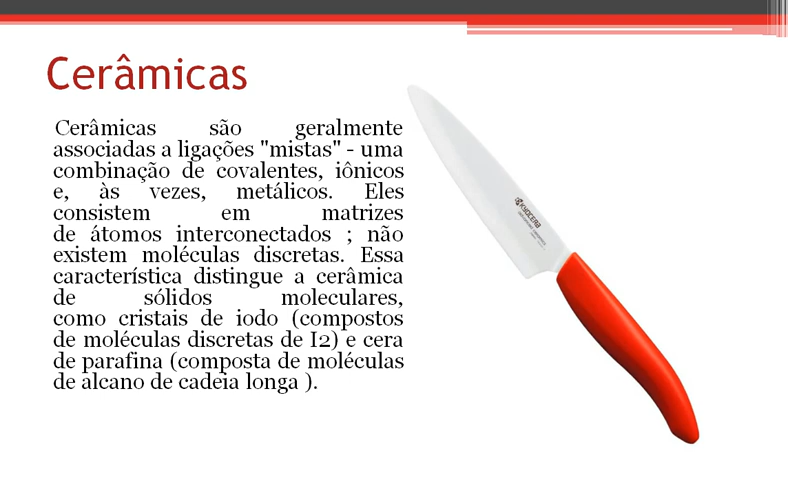 Cerâmicas
Cerâmicas são geralmente
associadas a ligações "mistas" - uma
combinação de covalentes, iônicos
e, às vezes, metálicos. Eles
consistem em matrizes
de átomos interconectados ; não
existem moléculas discretas. Essa
característica distingue a cerâmica
de sólidos moleculares,
como cristais de iodo (compostos
de moléculas discretas de I2) e cera
de parafina (composta de moléculas
de alcano de cadeia longa ).
KYOCERA